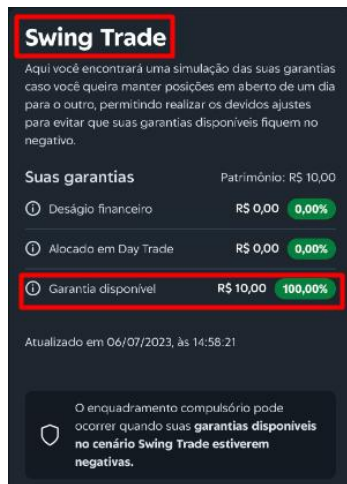 Swing Trade
Aqui você encontrará uma simulação das suas garantias
caso você queira manter posições em aberto de um dia
para o outro, permitindo realizar os devidos ajustes
para evitar que suas garantias disponíveis fiquem no
negativo.
Suas garantias Patrimônio: R$ 10,00
Deságio financeiro R$ 0,00 0,00%
Alocado em Day Trade R$ 0,00 0,00%
Garantia disponível R$ 10,00 100,00%
Atualizado em 06/07/2023, às 14:58:21
O enquadramento compulsório pode
ocorrer quando suas garantias disponíveis
no cenário Swing Trade estiverem
negativas.